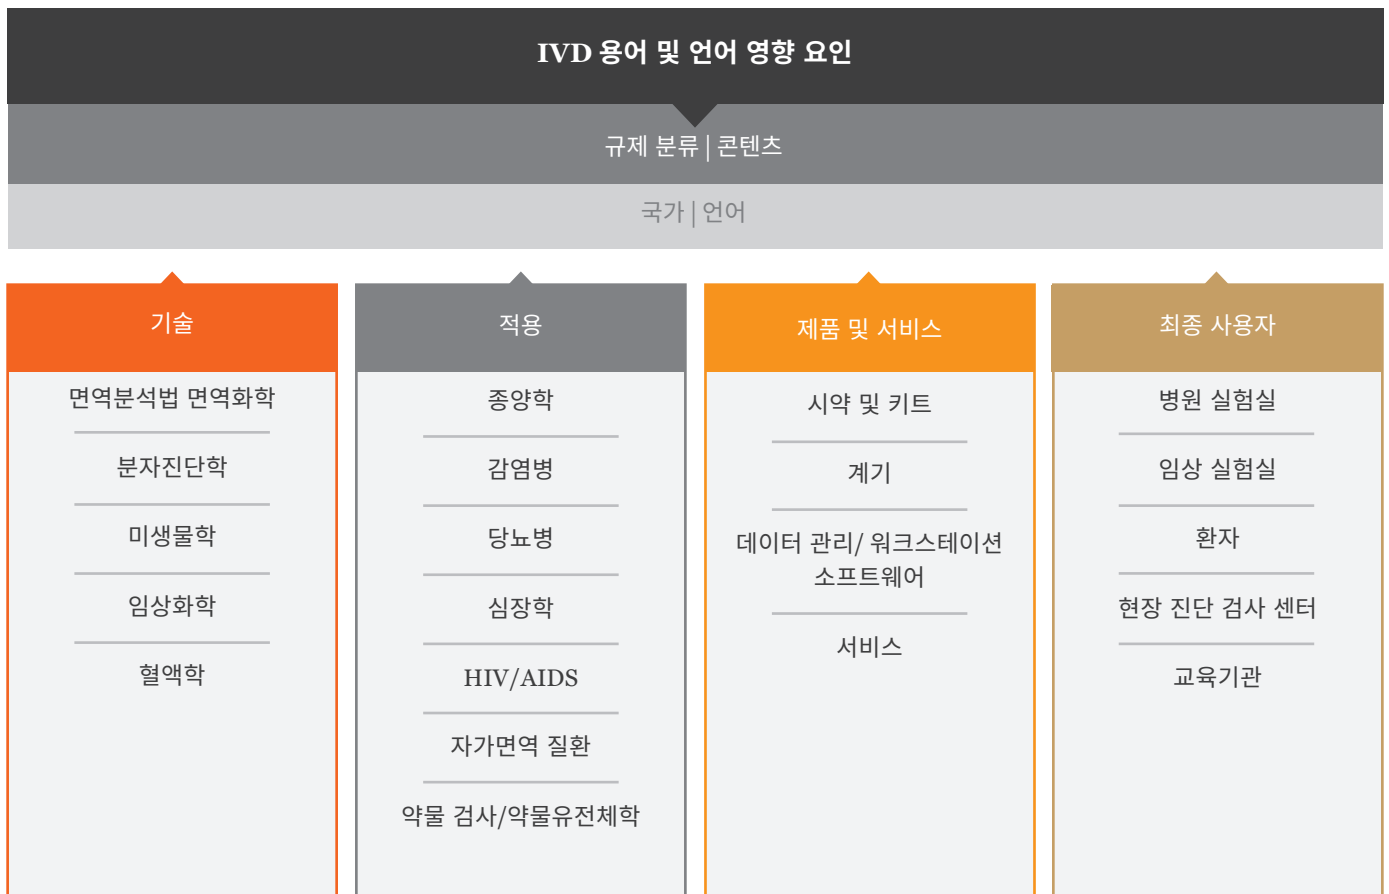 IVD 용어 및 언어 영향 요인
규제 분류 | 콘텐츠
국가 | 언어
기술
면역분석법 면역화학
분자진단학
미생물학
임상화학
혈액학
적용
종양학
감염병
당뇨병
심장학
HIV/AIDS
자가면역 질환
약물 검사/약물유전체학
제품 및 서비스
시약 및 키트
계기
데이터 관리/ 워크스테이션
소프트웨어
서비스
최종 사용자
병원 실험실
임상 실험실
환자
현장 진단 검사 센터
교육기관